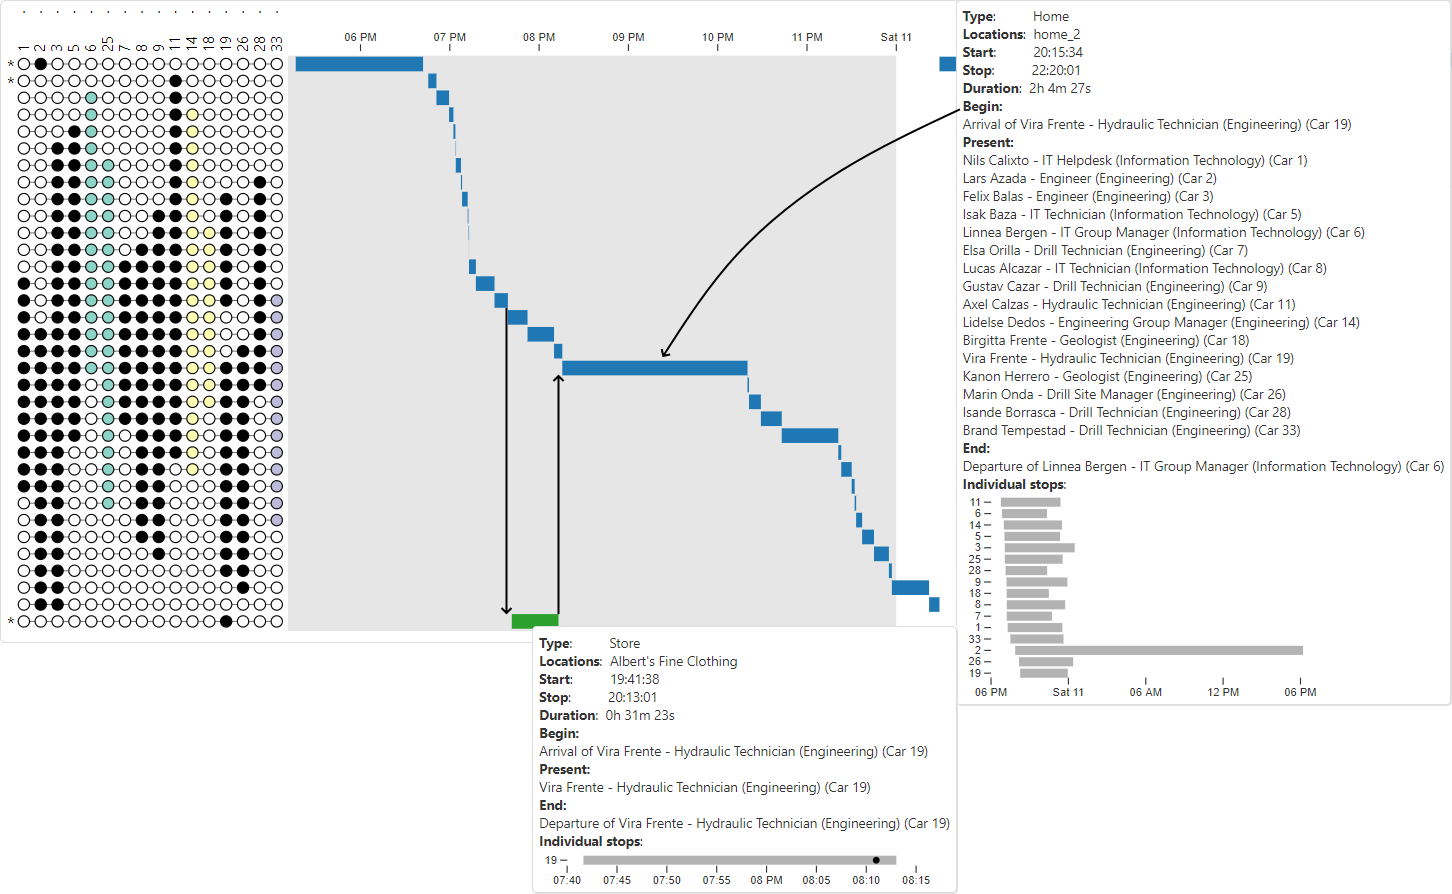 . . . . . . . . . . . . . . . .
1 2 3 5 6 25 7 8 9 11 14 18 19 26 28 33
06 PM 07 PM 08 PM 09 PM 10 PM 11 PM Sat 11
*
*
*
Type: Home
Locations: home_2
Start: 20:15:34
Stop: 22:20:01
Duration: 2h 4m 27s
Begin:
Arrival of Vira Frente - Hydraulic Technician (Engineering) (Car 19)
Present:
Nils Calixto - IT Helpdesk (Information Technology) (Car 1)
Lars Azada - Engineer (Engineering) (Car 2)
Felix Balas - Engineer (Engineering) (Car 3)
Isak Baza - IT Technician (Information Technology) (Car 5)
Linnea Bergen - IT Group Manager (Information Technology) (Car 6)
Elsa Orilla - Drill Technician (Engineering) (Car 7)
Lucas Alcazar - IT Technician (Information Technology) (Car 8)
Gustav Cazar - Drill Technician (Engineering) (Car 9)
Axel Calzas - Hydraulic Technician (Engineering) (Car 11)
Lidelse Dedos - Engineering Group Manager (Engineering) (Car 14)
Birgitta Frente - Geologist (Engineering) (Car 18)
Vira Frente - Hydraulic Technician (Engineering) (Car 19)
Kanon Herrero - Geologist (Engineering) (Car 25)
Marin Onda - Drill Site Manager (Engineering) (Car 26)
Isande Borrasca - Drill Technician (Engineering) (Car 28)
Brand Tempestad - Drill Technician (Engineering) (Car 33)
End:
Departure of Linnea Bergen - IT Group Manager (Information Technology) (Car 6)
Individual stops:
11
6
14
5
3
25
28
9
18
8
7
1
33
2
26
19
06 PM Sat 11 06 AM 12 PM 06 PM
Type: Store
Locations: Albert's Fine Clothing
Start: 19:41:38
Stop: 20:13:01
Duration: 0h 31m 23s
Begin:
Arrival of Vira Frente - Hydraulic Technician (Engineering) (Car 19)
Present:
Vira Frente - Hydraulic Technician (Engineering) (Car 19)
End:
Departure of Vira Frente - Hydraulic Technician (Engineering) (Car 19)
Individual stops:
19
07:40 07:45 07:50 07:55 08 PM 08:05 08:10 08:15